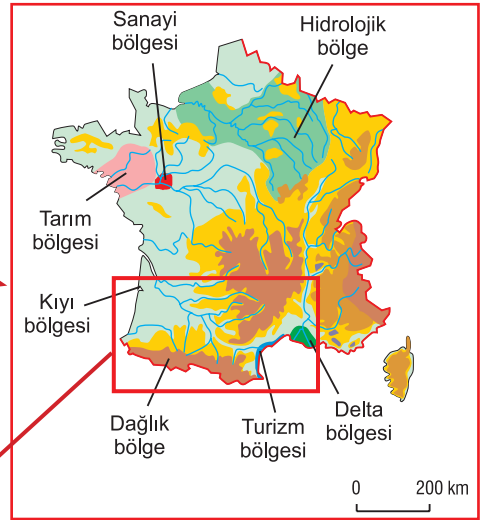 Sanayi
bölgesi
Hidrolojik
bölge
Tarım
bölgesi
Kıyı
bölgesi
Dağlık
bölge
Turizm
bölgesi
Delta
bölgesi
0 200 km